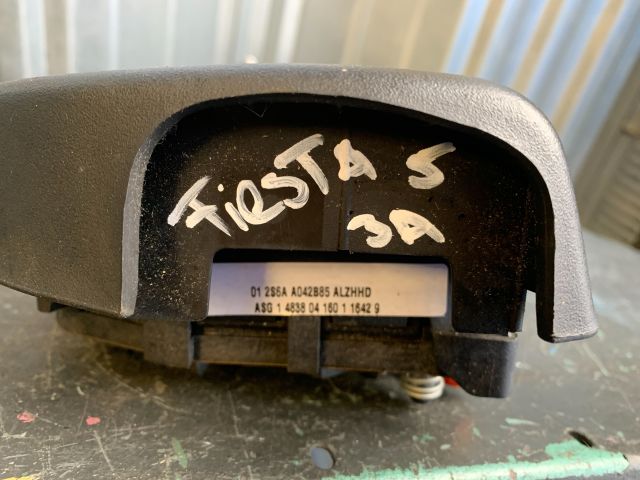 FiESTA 5
3A
01 2S6A A042B85 ALZHHD
ASG 1 4838 04 160 1 1642 9